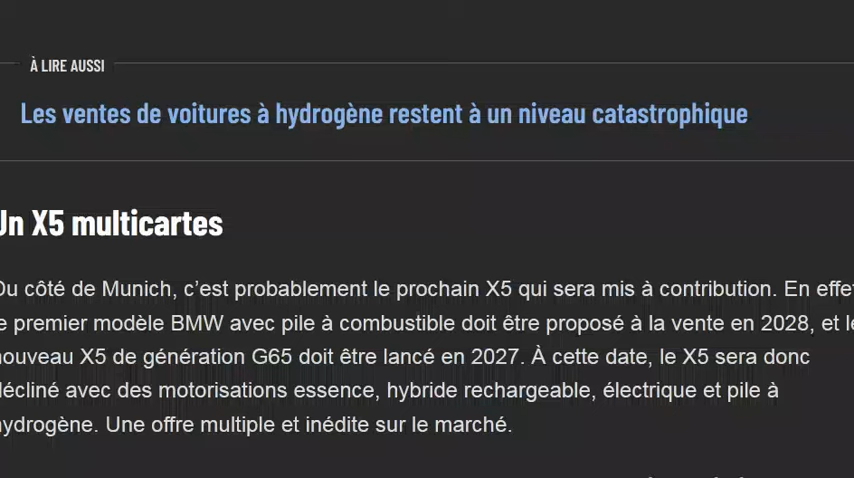 À LIRE AUSSI
Les ventes de voitures à hydrogène restent à un niveau catastrophique
Un X5 multicartes
Du côté de Munich, c’est probablement le prochain X5 qui sera mis à contribution. En effet
le premier modèle BMW avec pile à combustible doit être proposé à la vente en 2028, et le
nouveau X5 de génération G65 doit être lancé en 2027. À cette date, le X5 sera donc
décliné avec des motorisations essence, hybride rechargeable, électrique et pile à
hydrogène. Une offre multiple et inédite sur le marché.